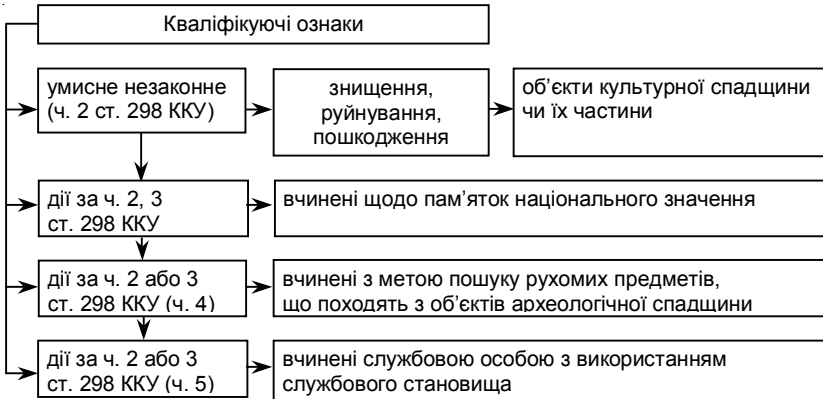 Кваліфікуючі ознаки
умисне незаконне
(ч. 2 ст. 298 ККУ)
знищення,
руйнування,
пошкодження
об’єкти культурної спадщини
чи їх частини
дії за ч. 2, 3
ст. 298 ККУ
вчинені щодо пам’яток національного значення
дії за ч. 2 або 3
ст. 298 ККУ (ч. 4)
вчинені з метою пошуку рухомих предметів,
що походять з об’єктів археологічної спадщини
дії за ч. 2 або 3
ст. 298 ККУ (ч. 5)
вчинені службовою особою з використанням
службового становища